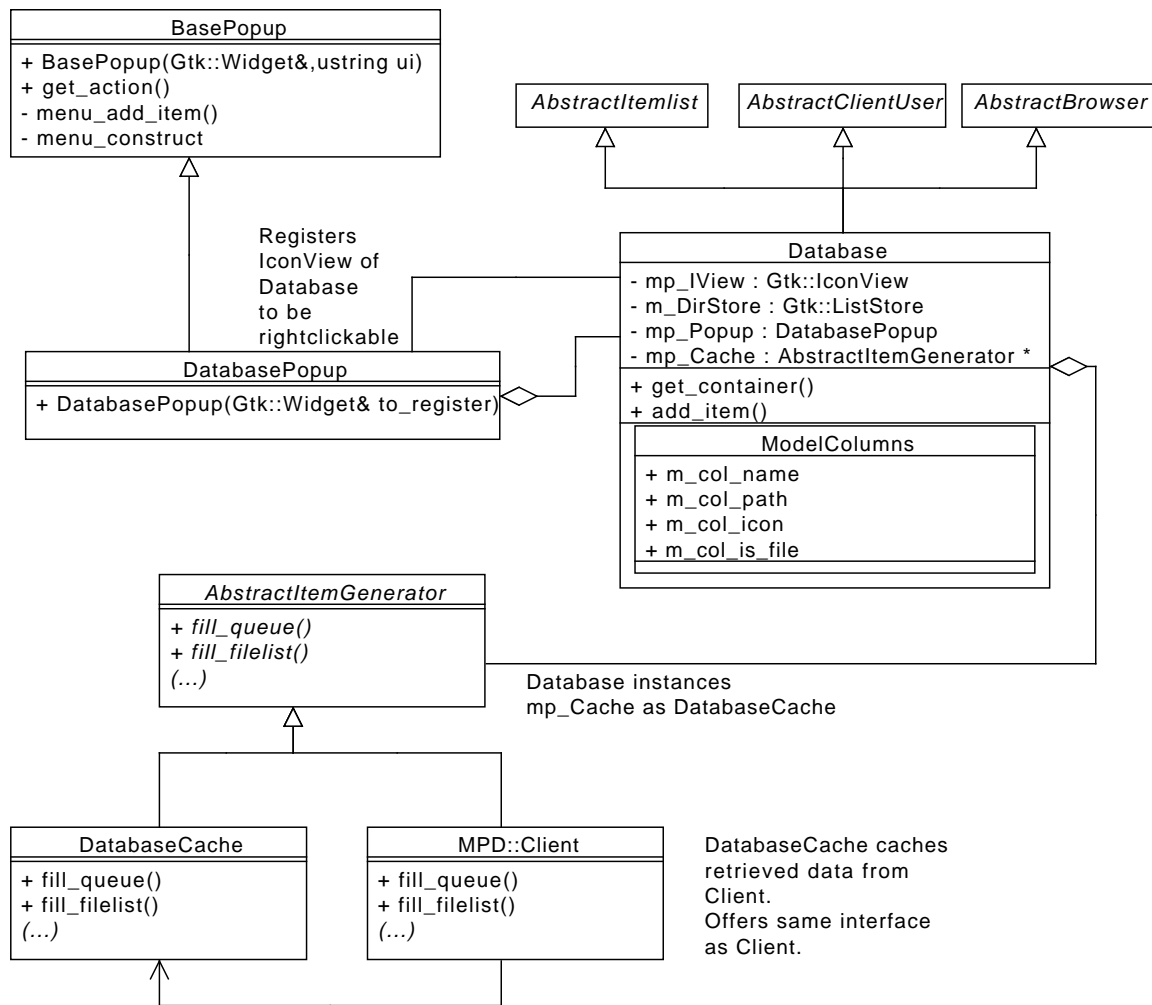 BasePopup
+ BasePopup(Gtk::Widget&,ustring ui)
+ get_action()
- menu_add_item()
- menu_construct
AbstractItemlist
AbstractClientUser
AbstractBrowser
Registers
IconView of
Database
to be
rightclickable
Database
- mp_IView : Gtk::IconView
- m_DirStore : Gtk::ListStore
- mp_Popup : DatabasePopup
- mp_Cache : AbstractItemGenerator *
+ get_container()
+ add_item()
ModelColumns
+ m_col_name
+ m_col_path
+ m_col_icon
+ m_col_is_file
DatabasePopup
+ DatabasePopup(Gtk::Widget& to_register)
AbstractItemGenerator
+ fill_queue()
+ fill_filelist()
(...)
Database instances
mp_Cache as DatabaseCache
DatabaseCache
+ fill_queue()
+ fill_filelist()
(...)
MPD::Client
+ fill_queue()
+ fill_filelist()
(...)
DatabaseCache caches
retrieved data from
Client.
Offers same interface
as Client.